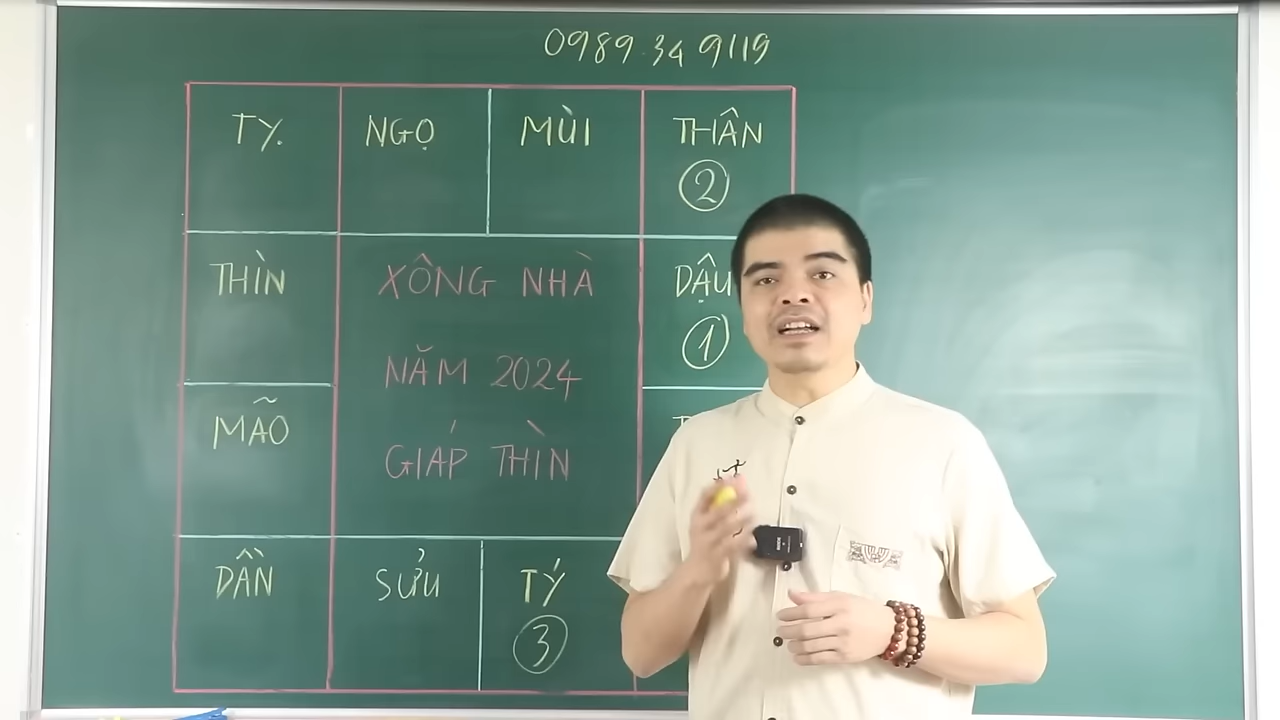 0989.34 9119
TỴ NGỌ MÙI THÂN
2
THÌN XÔNG NHÀ DẬU
NĂM 2024 1
MÃO
GIÁP THÌN
DẦN SỬU TÝ
3